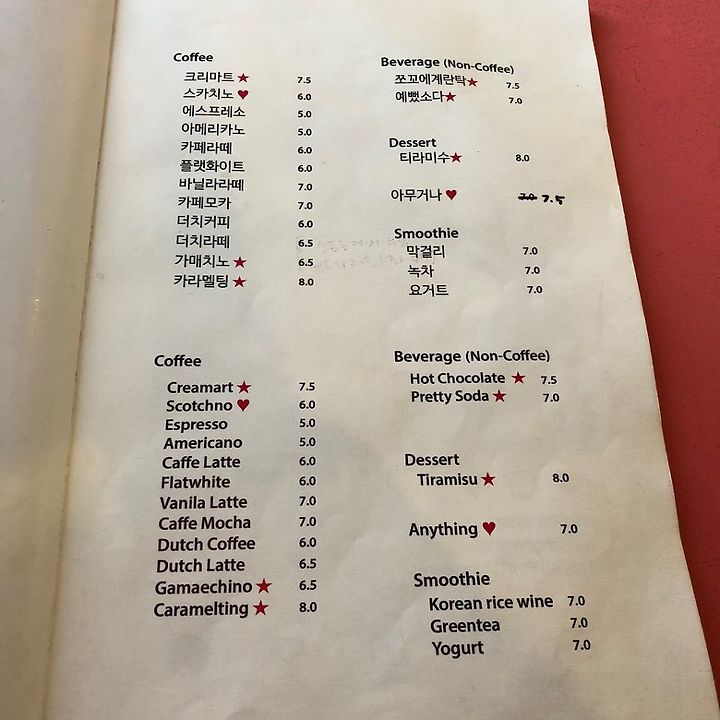 Coffee
크리마트 ★ 7.5
스카치노 ♥ 6.0
에스프레소 5.0
아메리카노 5.0
카페라떼 6.0
플랫화이트 6.0
바닐라라떼 7.0
카페모카 7.0
더치커피 6.0
더치라떼 6.5
가매치노 ★ 6.5
카라멜팅 ★ 8.0
Beverage (Non-Coffee)
쪼꼬에계란탁★ 7.5
예뻤소다★ 7.0
Dessert
티라미수★ 8.0
아무거나 ♥ 7.0 7.5
Smoothie
막걸리 7.0
녹차 7.0
요거트 7.0
Coffee
Creamart ★ 7.5
Scotchno ♥ 6.0
Espresso 5.0
Americano 5.0
Caffe Latte 6.0
Flatwhite 6.0
Vanila Latte 7.0
Caffe Mocha 7.0
Dutch Coffee 6.0
Dutch Latte 6.5
Gamaechino ★ 6.5
Caramelting ★ 8.0
Beverage (Non-Coffee)
Hot Chocolate ★ 7.5
Pretty Soda ★ 7.0
Dessert
Tiramisu ★ 8.0
Anything ♥ 7.0
Smoothie
Korean rice wine 7.0
Greentea 7.0
Yogurt 7.0